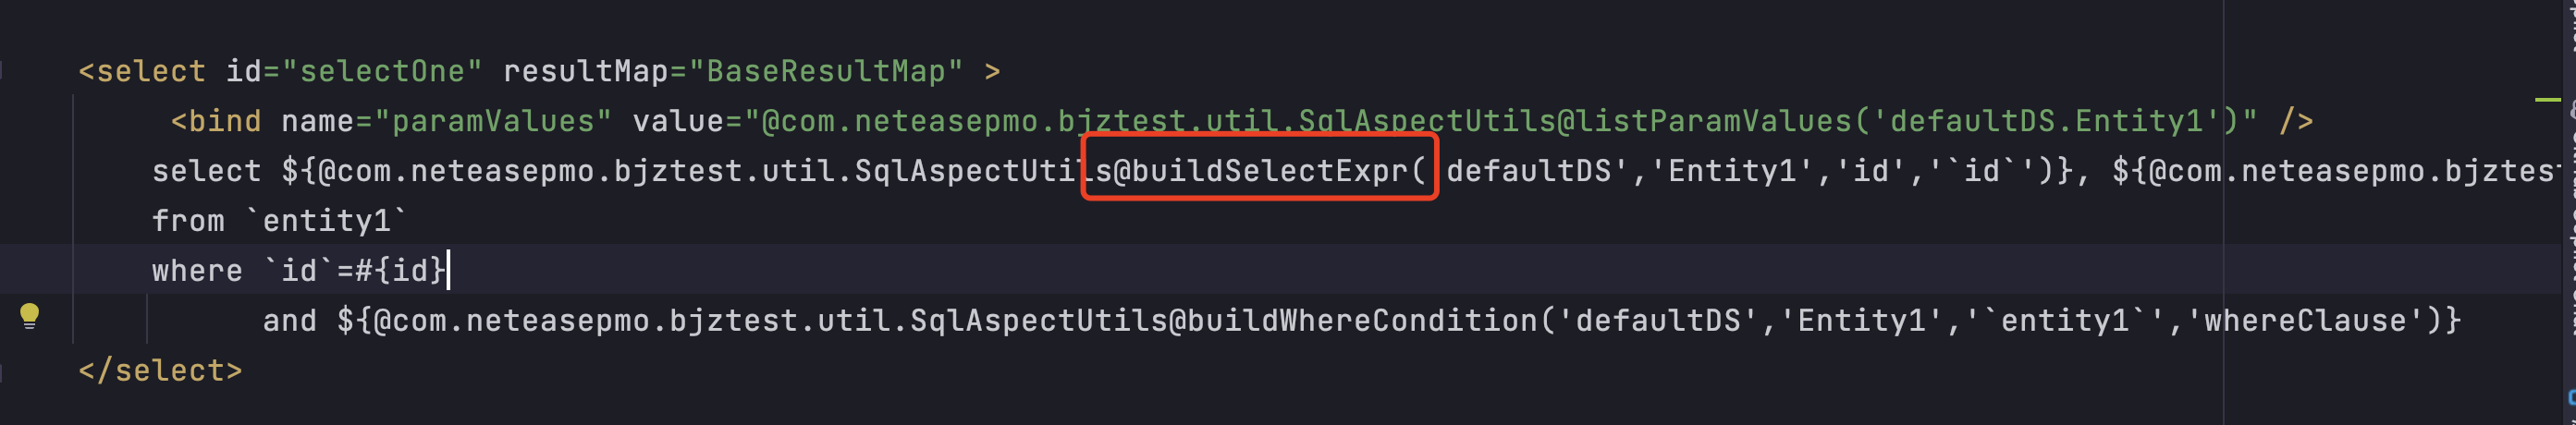 <select id="selectOne" resultMap="BaseResultMap" >
<bind name="paramValues" value="@com.neteasepmo.bjztest.util.SqlAspectUtils@listParamValues('defaultDS.Entity1')" />
select ${@com.neteasepmo.bjztest.util.SqlAspectUtils@buildSelectExpr( defaultDS','Entity1','id','`id`')}, ${@com.neteasepmo.bjztest
from `entity1`
where `id`=#{id}
and ${@com.neteasepmo.bjztest.util.SqlAspectUtils@buildWhereCondition('defaultDS','Entity1','`entity1`','whereClause')}
</select>